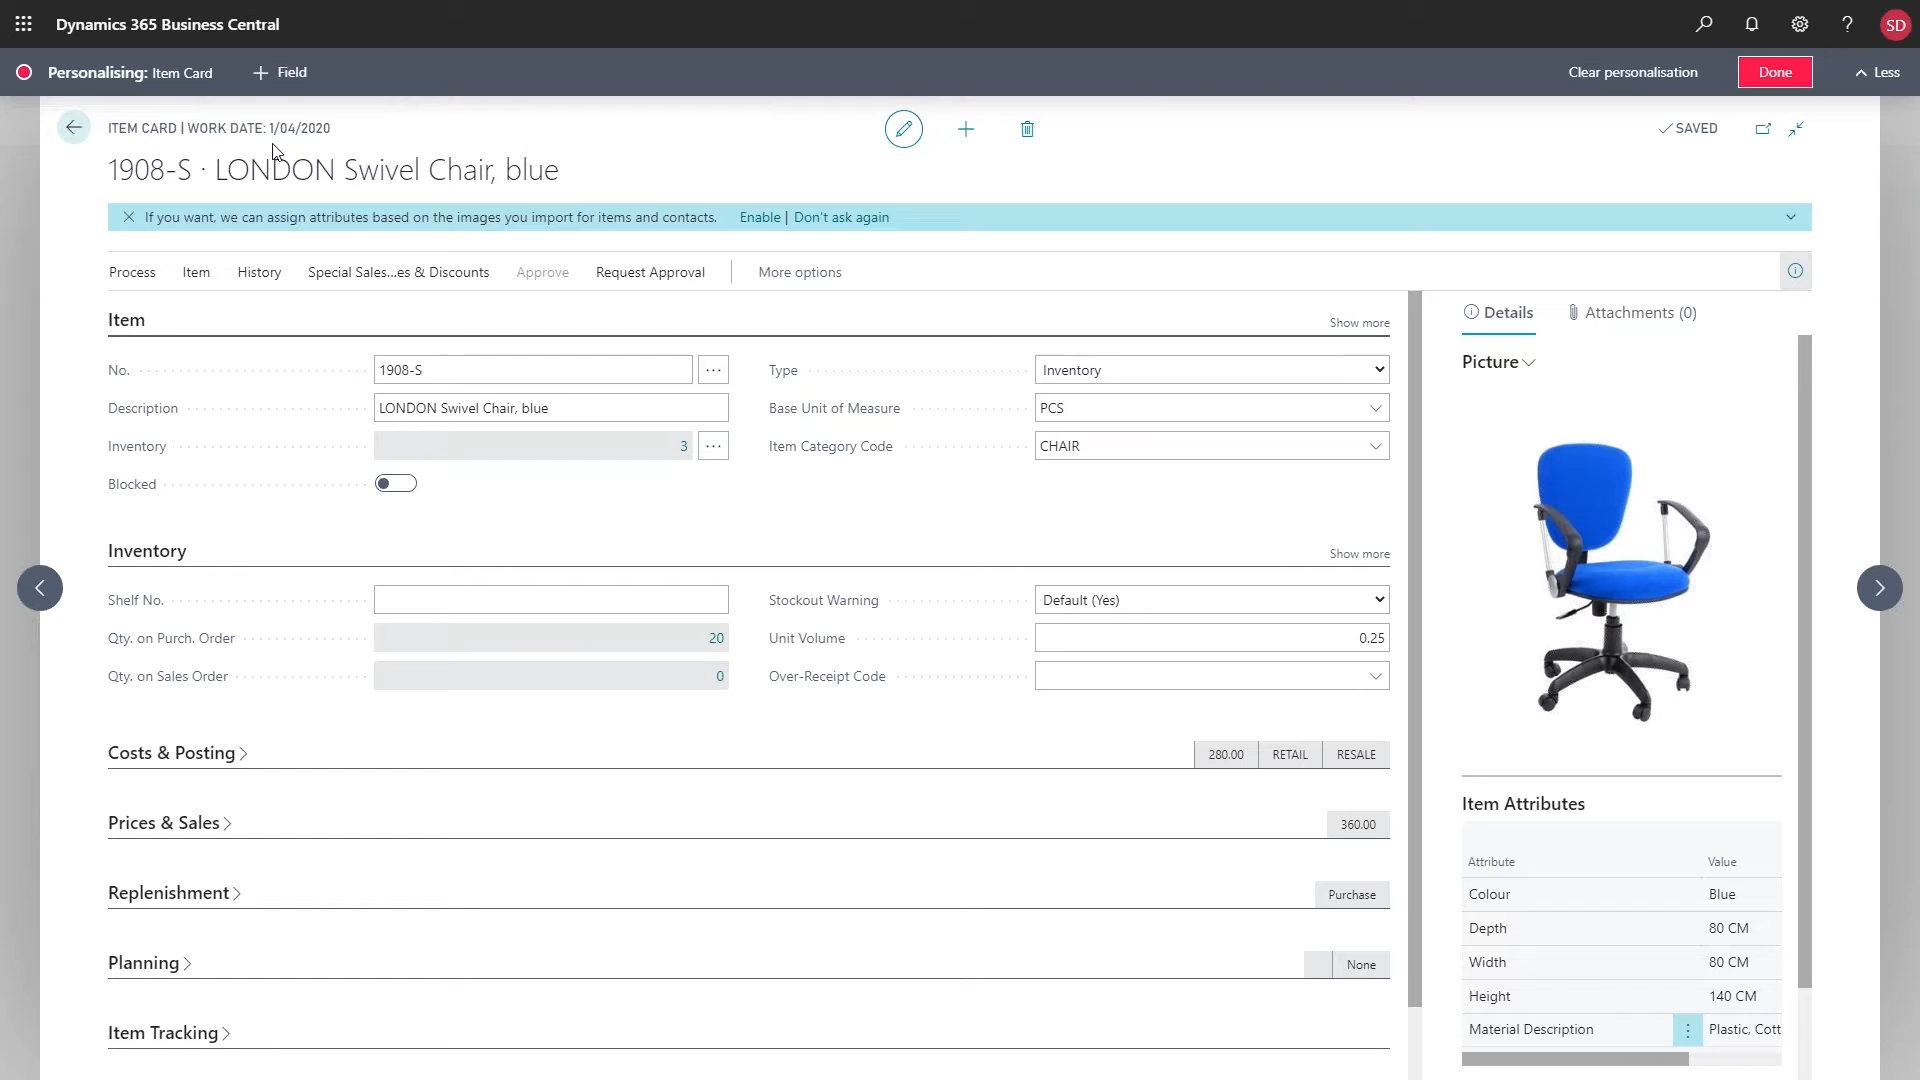 Dynamics 365 Business Central
SD
Personalising: Item Card
Field
Clear personalisation
Done
Less
ITEM CARD | WORK DATE: 1/04/2020
SAVED
1908-S · LONDON Swivel Chair, blue
If you want, we can assign attributes based on the images you import for items and contacts. Enable | Don't ask again
Process Item History Special Sales...es & Discounts Approve Request Approval More options
Item
Show more
No. 1908-S
Type Inventory
Description LONDON Swivel Chair, blue
Base Unit of Measure PCS
Inventory 3
Item Category Code CHAIR
Blocked
Inventory
Show more
Shelf No.
Stockout Warning Default (Yes)
Qty. on Purch. Order 20
Unit Volume 0.25
Qty. on Sales Order 0
Over-Receipt Code
Costs & Posting
280.00 RETAIL RESALE
Prices & Sales
360.00
Replenishment
Purchase
Planning
None
Item Tracking
Details Attachments (0)
Picture
Item Attributes
Attribute Value
Colour Blue
Depth 80 CM
Width 80 CM
Height 140 CM
Material Description Plastic, Cott